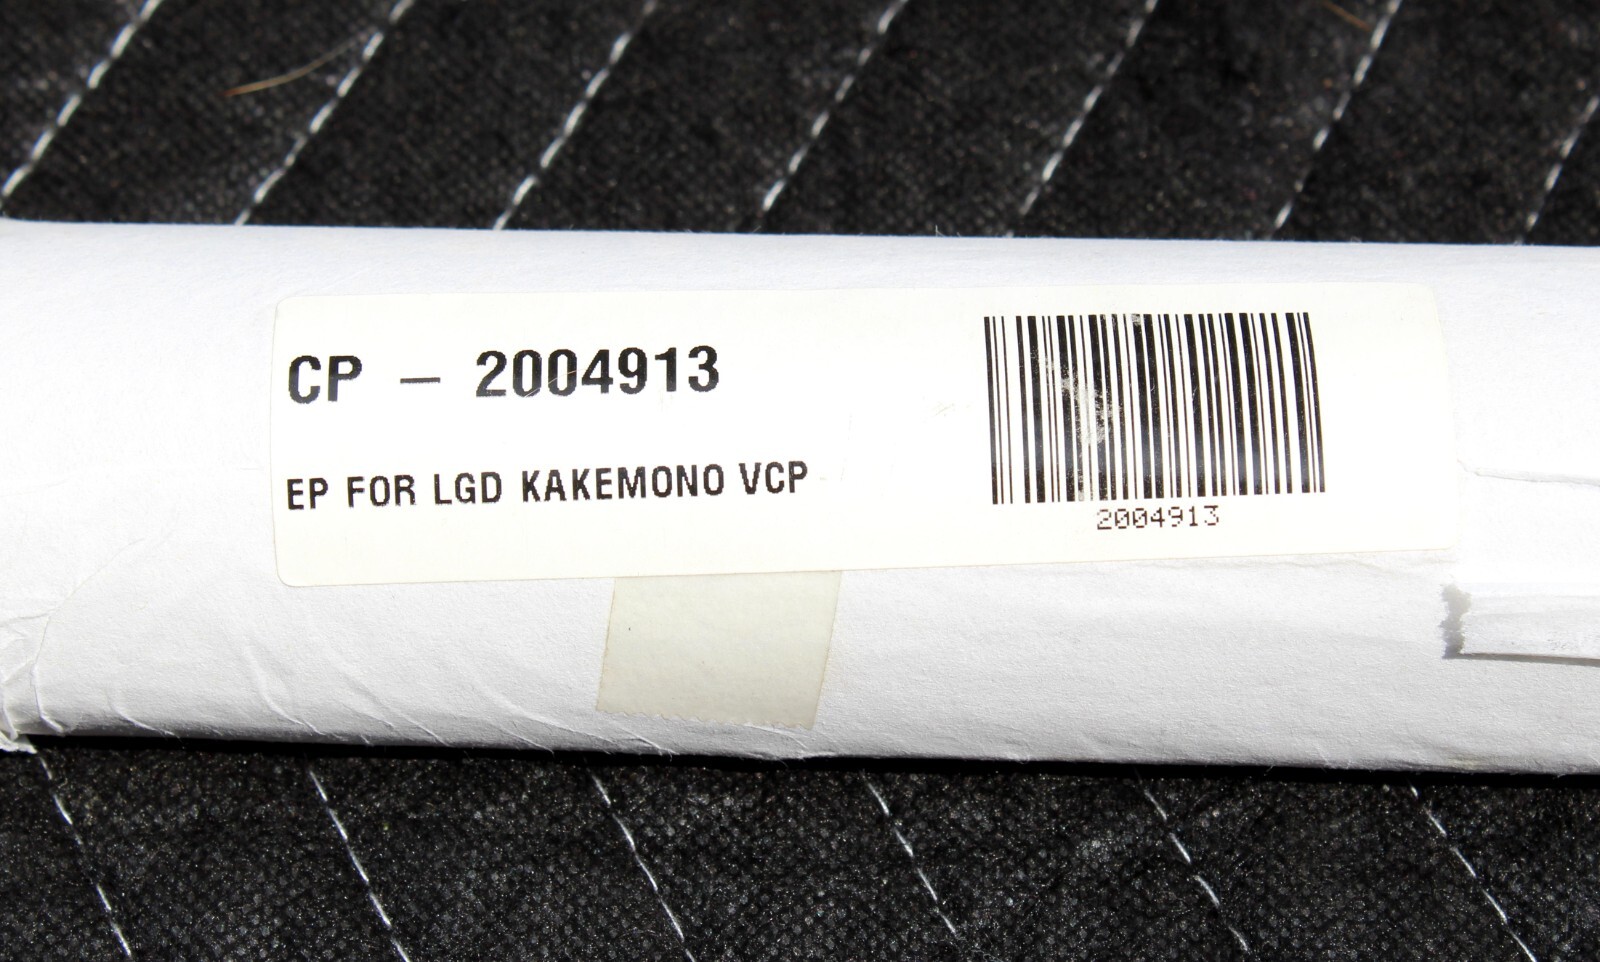 CP – 2004913
EP FOR LGD KAKEMONO VCP
2004913